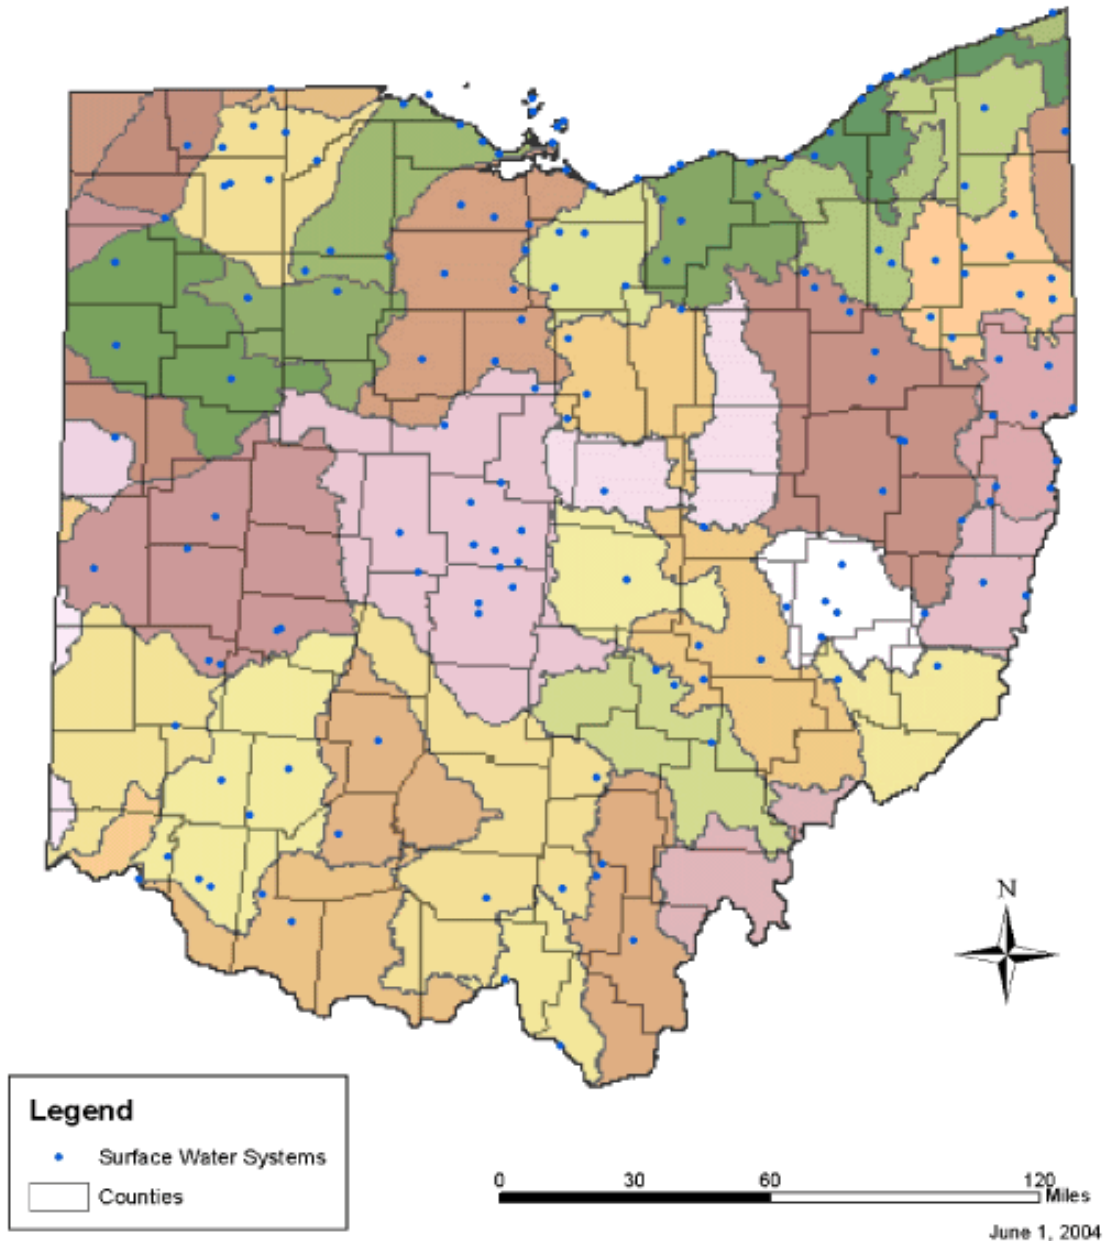 N
Legend
Surface Water Systems
Counties
0 30 60 120
Miles
June 1, 2004